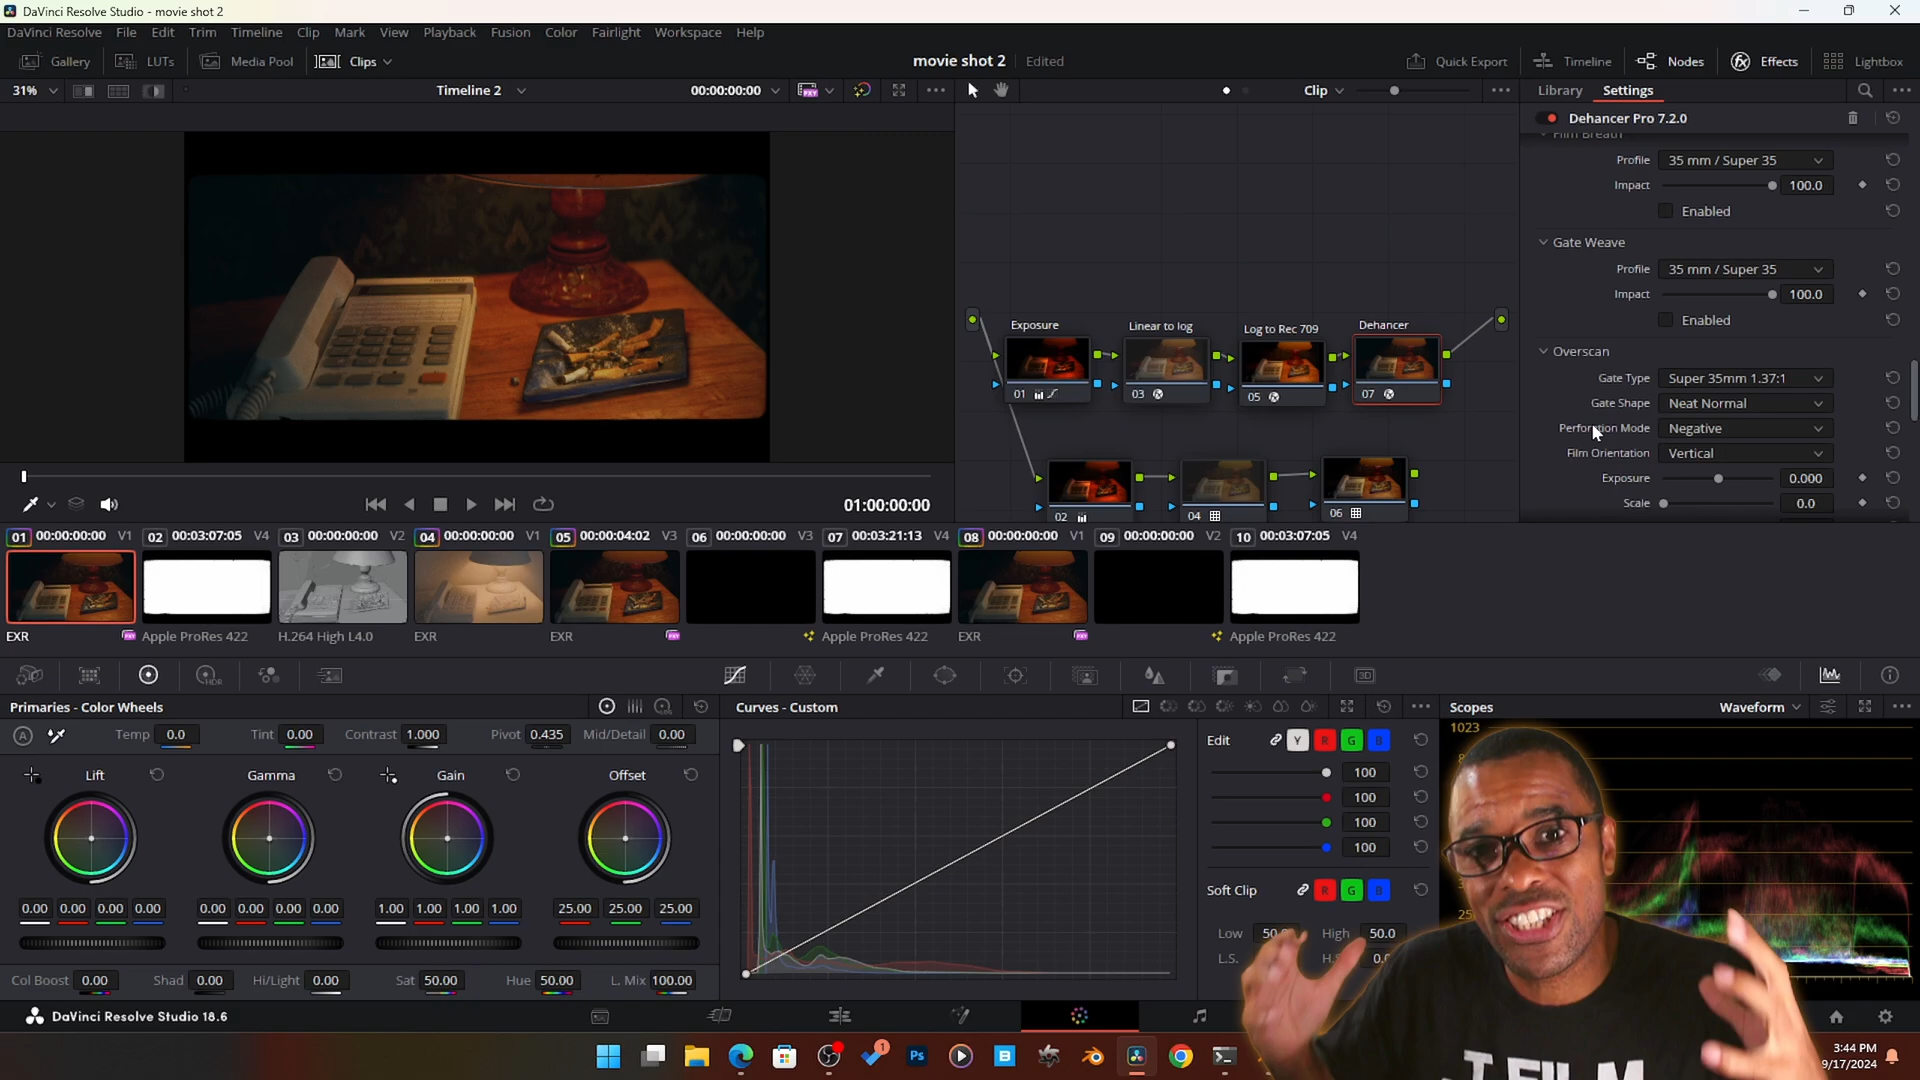 DaVinci Resolve Studio - movie shot 2
DaVinci Resolve File Edit Trim Timeline Clip Mark View Playback Fusion Color Fairlight Workspace Help
Gallery LUTs Media Pool Clips movie shot 2 Edited Quick Export Timeline Nodes Effects Lightbox
31% Timeline 2 00:00:00:00 Clip Library Settings
Dehancer Pro 7.2.0
Film Breath
Profile 35 mm / Super 35
Impact 100.0
Enabled
Gate Weave
Profile 35 mm / Super 35
Impact 100.0
Enabled
Overscan
Gate Type Super 35mm 1.37:1
Gate Shape Neat Normal
Perforation Mode Negative
Film Orientation Vertical
Exposure 0.000
Scale 0.0
Exposure Linear to log Log to Rec 709 Dehancer
01 03 05 07
02 04 06
01:00:00:00
01 00:00:00:00 V1 02 00:03:07:05 V4 03 00:00:00:00 V2 04 00:00:00:00 V1 05 00:00:04:02 V3 06 00:00:00:00 V3 07 00:03:21:13 V4 08 00:00:00:00 V1 09 00:00:00:00 V2 10 00:03:07:05 V4
EXR Apple ProRes 422 H.264 High L4.0 EXR EXR Apple ProRes 422 EXR Apple ProRes 422
HDR 3D
Primaries - Color Wheels Curves - Custom Scopes Waveform
A Temp 0.0 Tint 0.00 Contrast 1.000 Pivot 0.435 Mid/Detail 0.00
Lift Gamma Gain Offset
0.00 0.00 0.00 0.00 0.00 0.00 0.00 0.00 1.00 1.00 1.00 1.00 25.00 25.00 25.00
Col Boost 0.00 Shad 0.00 Hi/Light 0.00 Sat 50.00 Hue 50.00 L. Mix 100.00
Edit Y R G B
100
100
100
100
Soft Clip R G B
Low High 50.0
L.S.
1023
DaVinci Resolve Studio 18.6
1
Ps
B
3:44 PM
9/17/2024